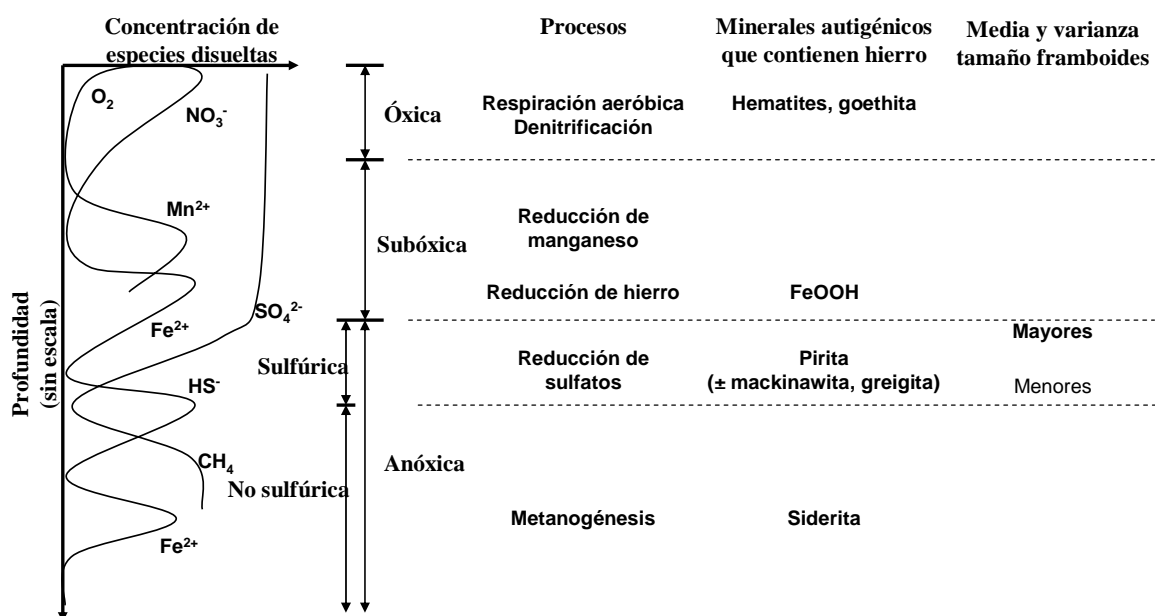 Concentración de
especies disueltas
Procesos
Minerales autigénicos
que contienen hierro
Media y varianza
tamaño framboides
O2
NO3-
Óxica
Respiración aeróbica
Denitrificación
Hematites, goethita
Mn2+
Subóxica
Reducción de
manganeso
Reducción de hierro
FeOOH
Profundidad
(sin escala)
Fe2+
SO42-
Mayores
Sulfúrica
HS-
Reducción de
sulfatos
Pirita
(± mackinawita, greigita)
Menores
CH4
Anóxica
No sulfúrica
Metanogénesis
Siderita
Fe2+